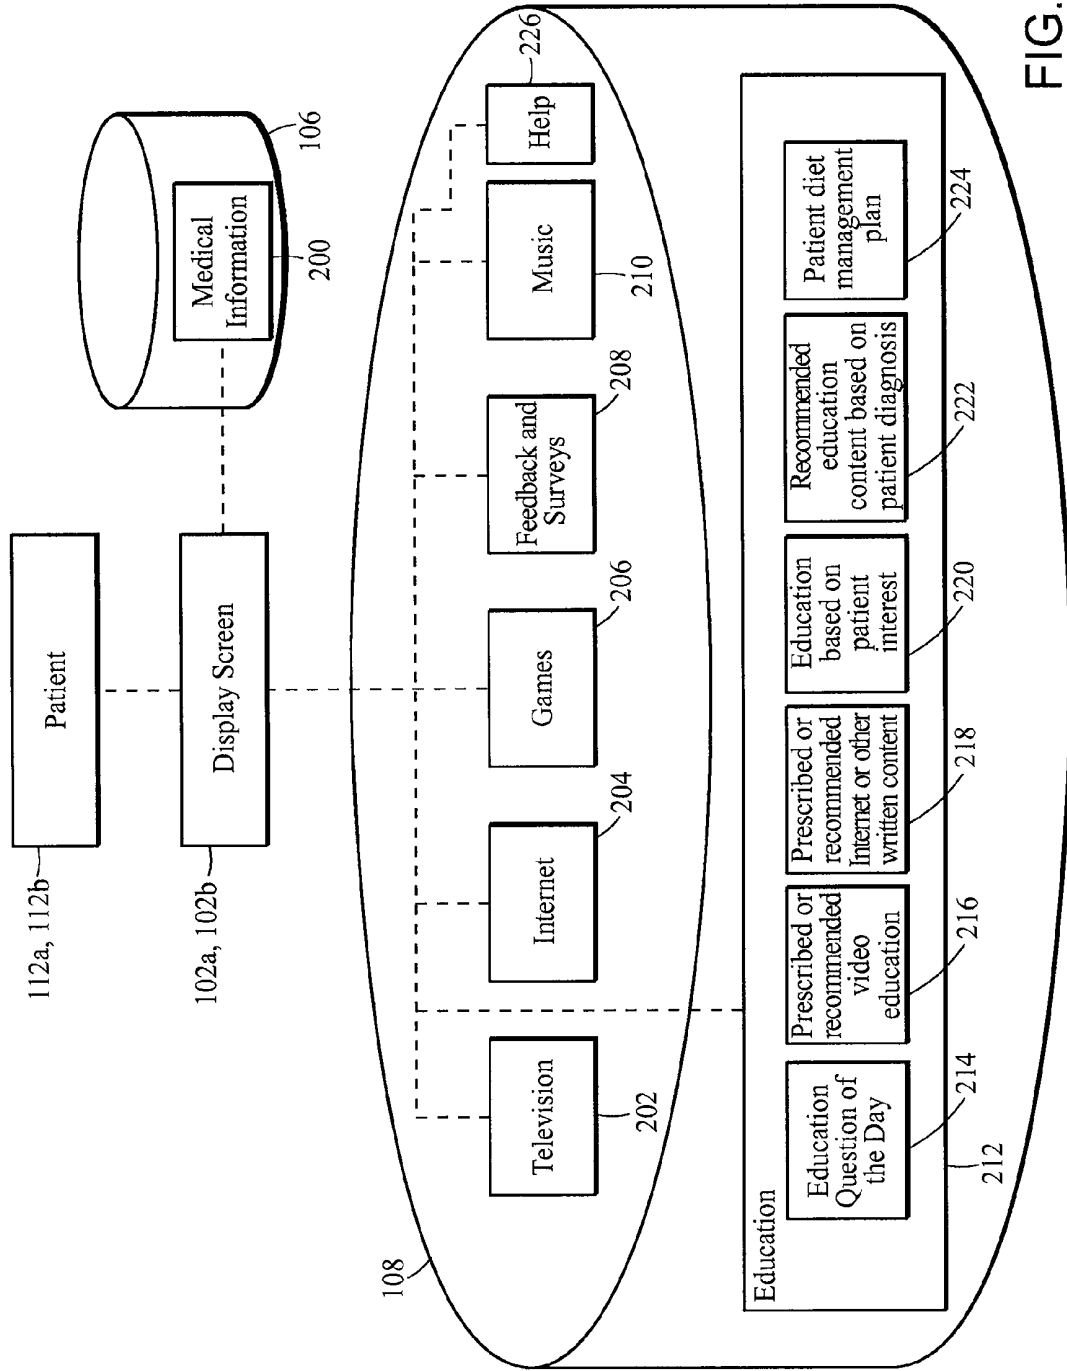 Patient
112a, 112b
Display Screen
102a, 102b
Medical
Information
200
106
108
Television
202
Internet
204
Games
206
Feedback and
Surveys
208
Music
210
Help
226
Education
212
Education
Question of
the Day
214
Prescribed or
recommended
video
education
216
Prescribed or
recommended
Internet or other
written content
218
Education
based on
patient
interest
220
Recommended
education
content based on
patient diagnosis
222
Patient diet
management
plan
224
FIG.